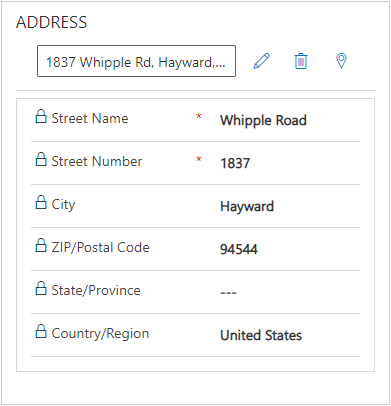 ADDRESS
1837 Whipple Rd, Hayward,...
Street Name * Whipple Road
Street Number * 1837
City Hayward
ZIP/Postal Code 94544
State/Province ---
Country/Region United States